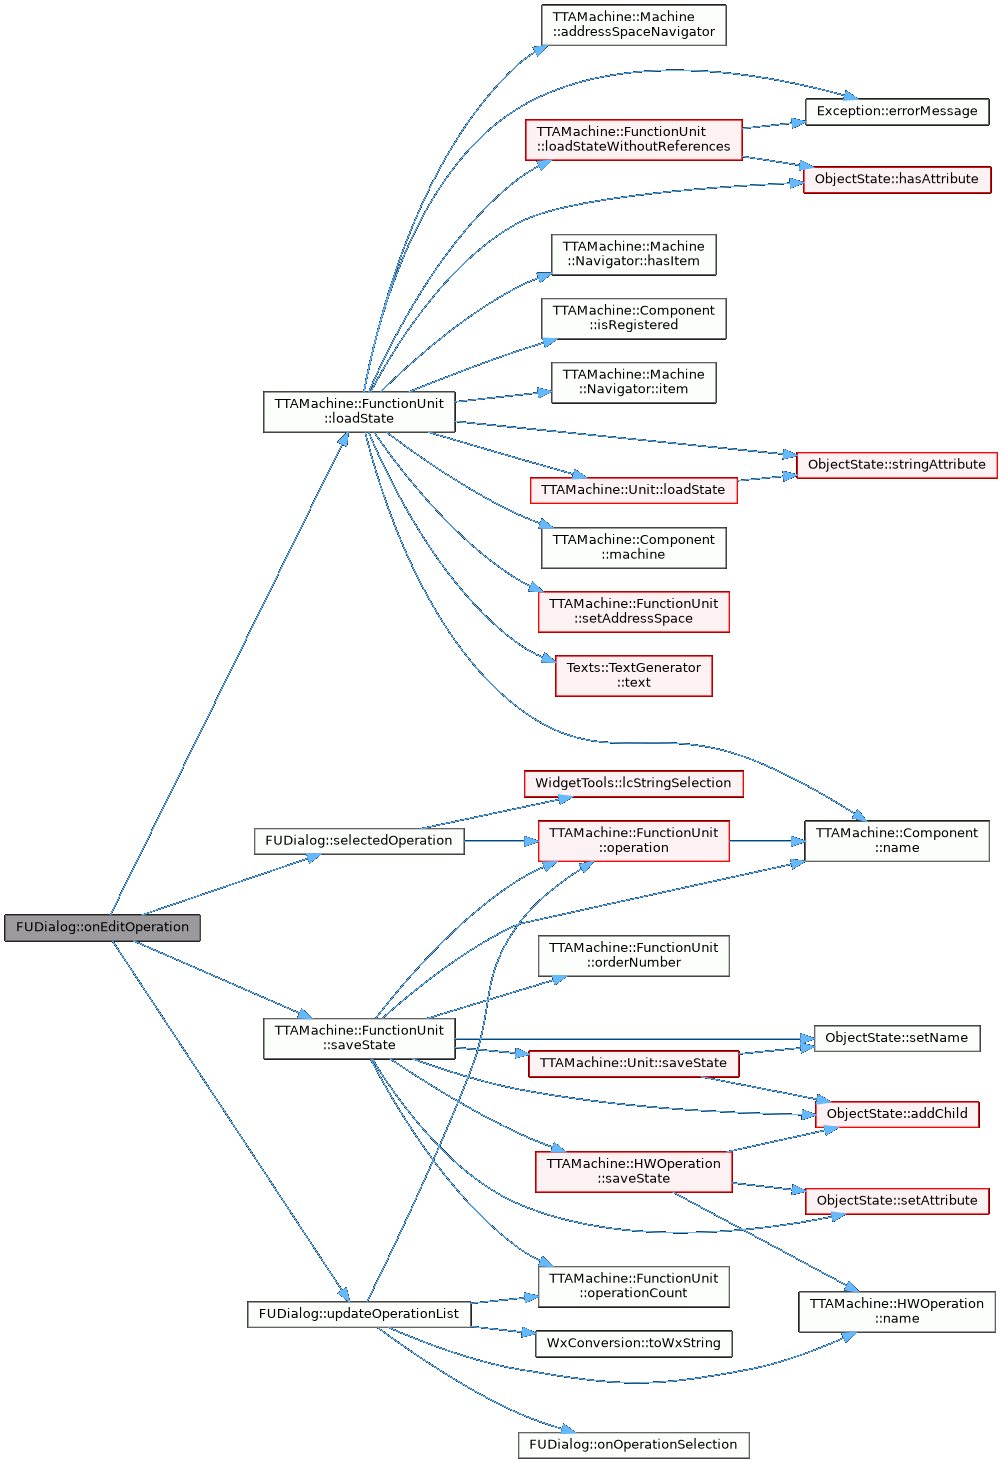 TTAMachine::Machine
::addressSpaceNavigator
Exception::errorMessage
TTAMachine::FunctionUnit
::loadStateWithoutReferences
ObjectState::hasAttribute
TTAMachine::Machine
::Navigator::hasItem
TTAMachine::Component
::isRegistered
TTAMachine::Machine
::Navigator::item
TTAMachine::FunctionUnit
::loadState
ObjectState::stringAttribute
TTAMachine::Unit::loadState
TTAMachine::Component
::machine
TTAMachine::FunctionUnit
::setAddressSpace
Texts::TextGenerator
::text
WidgetTools::lcStringSelection
FUDialog::selectedOperation
TTAMachine::FunctionUnit
::operation
TTAMachine::Component
::name
FUDialog::onEditOperation
TTAMachine::FunctionUnit
::orderNumber
TTAMachine::FunctionUnit
::saveState
ObjectState::setName
TTAMachine::Unit::saveState
ObjectState::addChild
TTAMachine::HWOperation
::saveState
ObjectState::setAttribute
TTAMachine::FunctionUnit
::operationCount
FUDialog::updateOperationList
TTAMachine::HWOperation
::name
WxConversion::toWxString
FUDialog::onOperationSelection